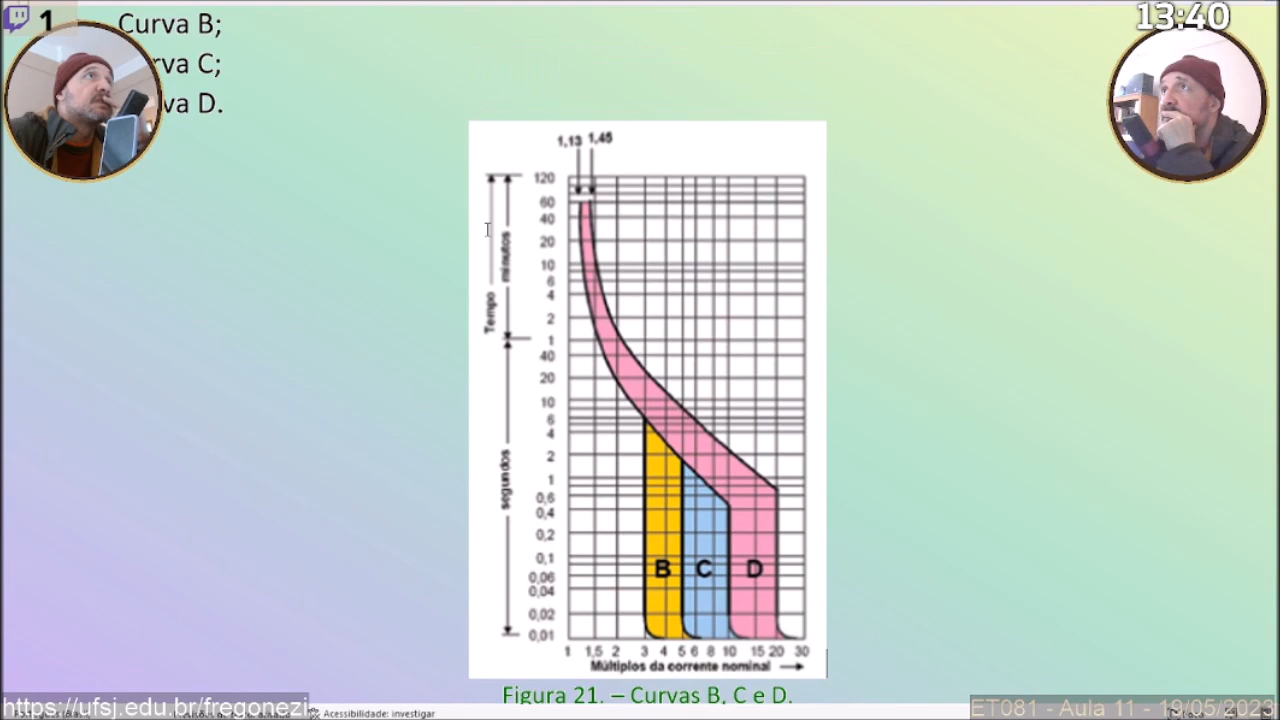 1
Curva B;
rva C;
va D.
13:40
1,13 1,45
120
60
40
20
10
6
4
2
1
40
20
10
6
4
2
1
0,6
0,4
0,2
0,1
0,06
0,04
0,02
0,01
Tempo
minutos
segundos
B C D
1 1,5 2 3 4 5 6 8 10 15 20 30
Múltiplos da corrente nominal
Figura 21. – Curvas B, C e D.
https://ufsj.edu.br/fregonezi
Acessibilidade: investigar
ET081 - Aula 11 - 19/05/2023